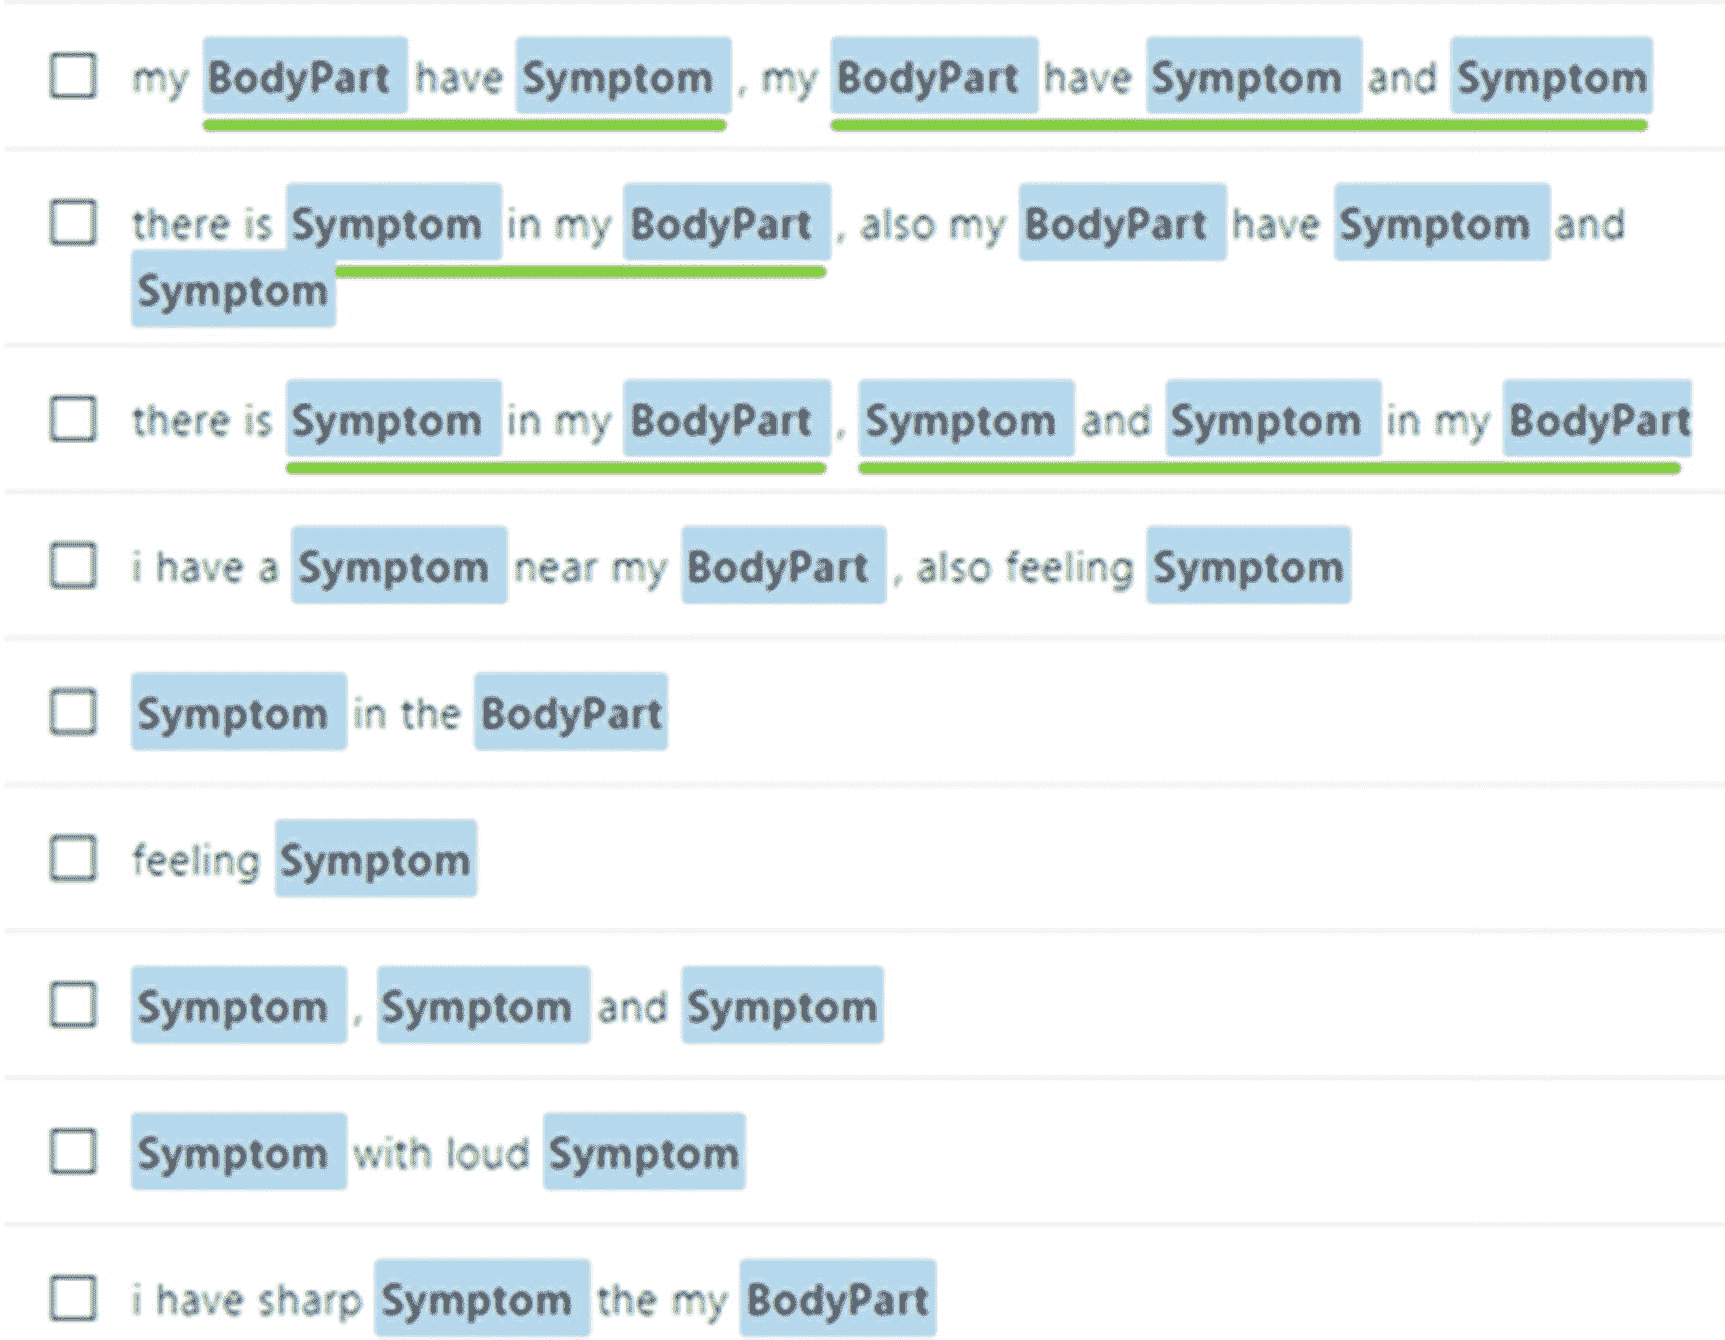 my BodyPart have Symptom , my BodyPart have Symptom and Symptom
there is Symptom in my BodyPart , also my BodyPart have Symptom and
Symptom
there is Symptom in my BodyPart , Symptom and Symptom in my BodyPart
i have a Symptom near my BodyPart , also feeling Symptom
Symptom in the BodyPart
feeling Symptom
Symptom , Symptom and Symptom
Symptom with loud Symptom
i have sharp Symptom the my BodyPart